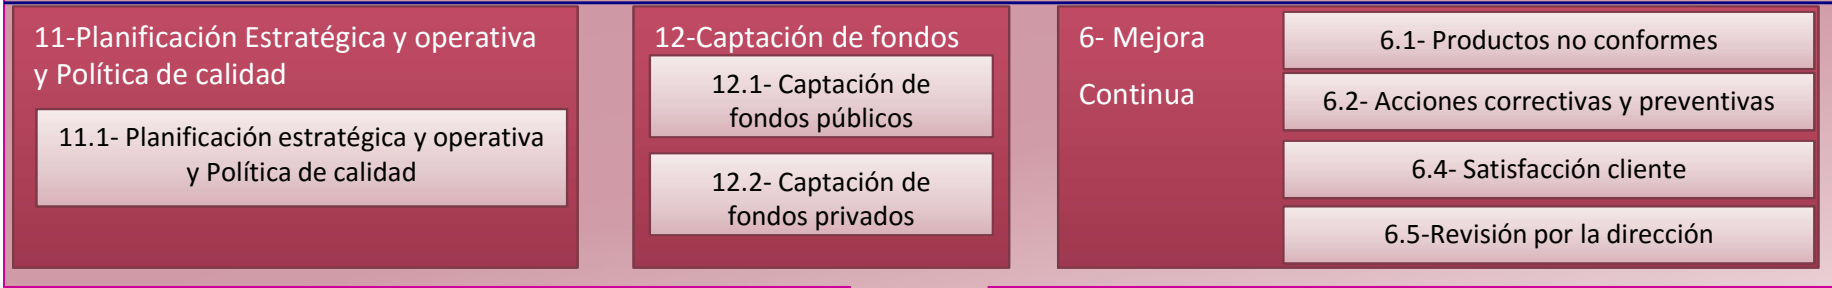 11-Planificación Estratégica y operativa
y Política de calidad
11.1- Planificación estratégica y operativa
y Política de calidad
12-Captación de fondos
12.1- Captación de
fondos públicos
12.2- Captación de
fondos privados
6- Mejora
Continua
6.1- Productos no conformes
6.2- Acciones correctivas y preventivas
6.4- Satisfacción cliente
6.5-Revisión por la dirección